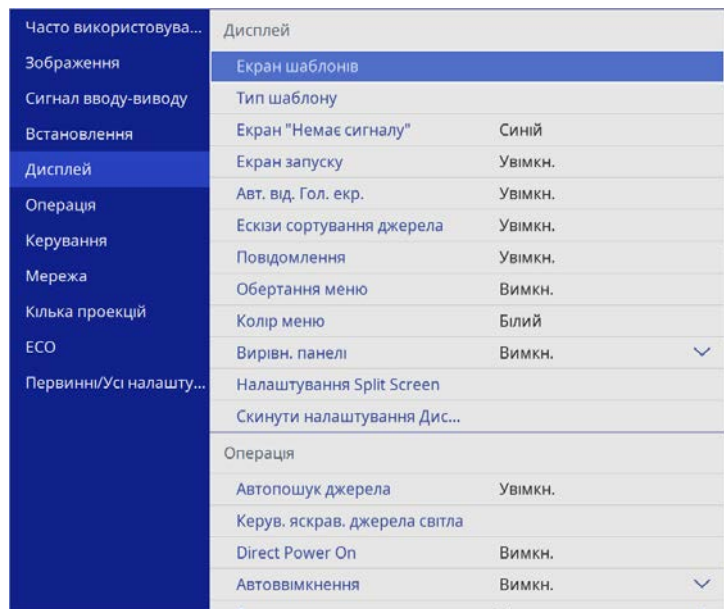 Часто використовува...
Зображення
Сигнал вводу-виводу
Встановлення
Дисплей
Операція
Керування
Мережа
Кілька проекцій
ECO
Первинні/Усі налашту...
Дисплей
Екран шаблонів
Тип шаблону
Екран "Немає сигналу" Синій
Екран запуску Увімкн.
Авт. від. Гол. екр. Увімкн.
Ескізи сортування джерела Увімкн.
Повідомлення Увімкн.
Обертання меню Вимкн.
Колір меню Білий
Вирівн. панелі Вимкн.
Налаштування Split Screen
Скинути налаштування Дис...
Операція
Автопошук джерела Увімкн.
Керув. яскрав. джерела світла
Direct Power On Вимкн.
Автоввімкнення Вимкн.